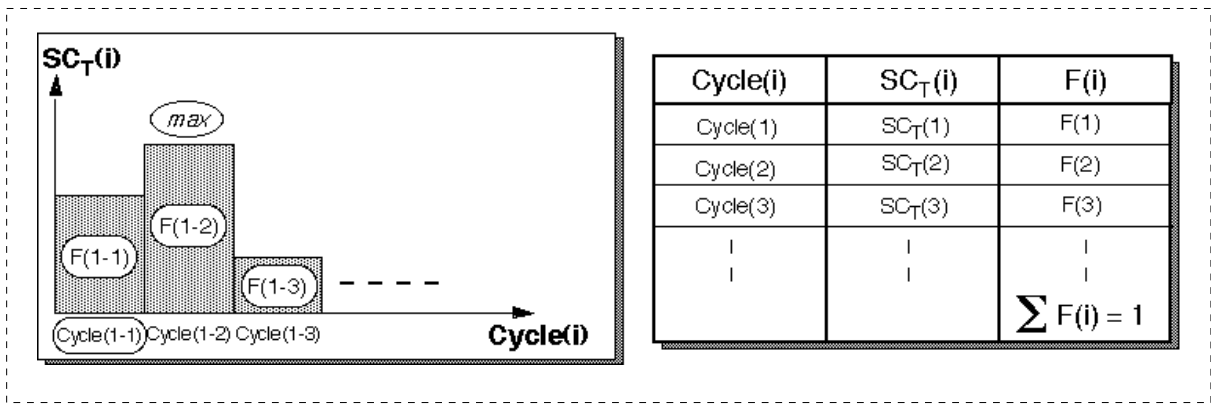 SC_T(i)
max
F(1-1)
F(1-2)
F(1-3)
Cycle(1-1) Cycle(1-2) Cycle(1-3)
Cycle(i)
Cycle(i) SC_T(i) F(i)
Cycle(1) SC_T(1) F(1)
Cycle(2) SC_T(2) F(2)
Cycle(3) SC_T(3) F(3)
∑ F(i) = 1